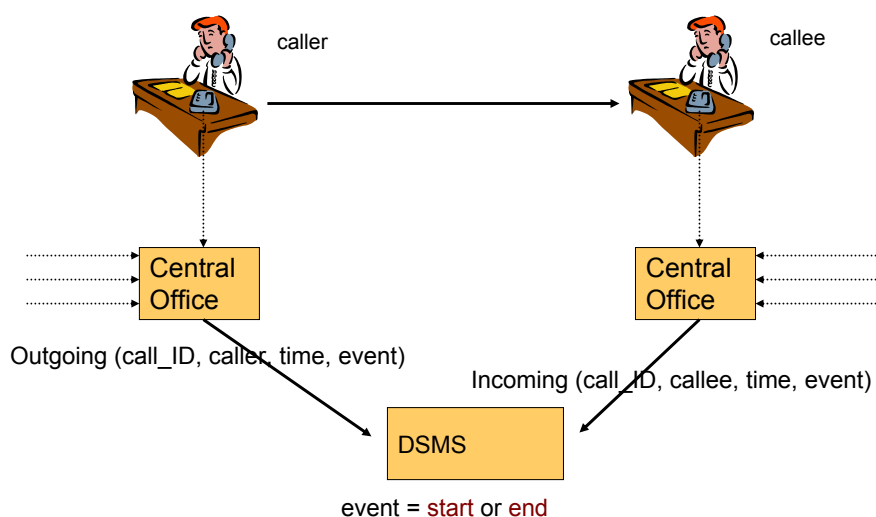 caller
callee
Central
Office
Central
Office
Outgoing (call_ID, caller, time, event)
Incoming (call_ID, callee, time, event)
DSMS
event = start or end